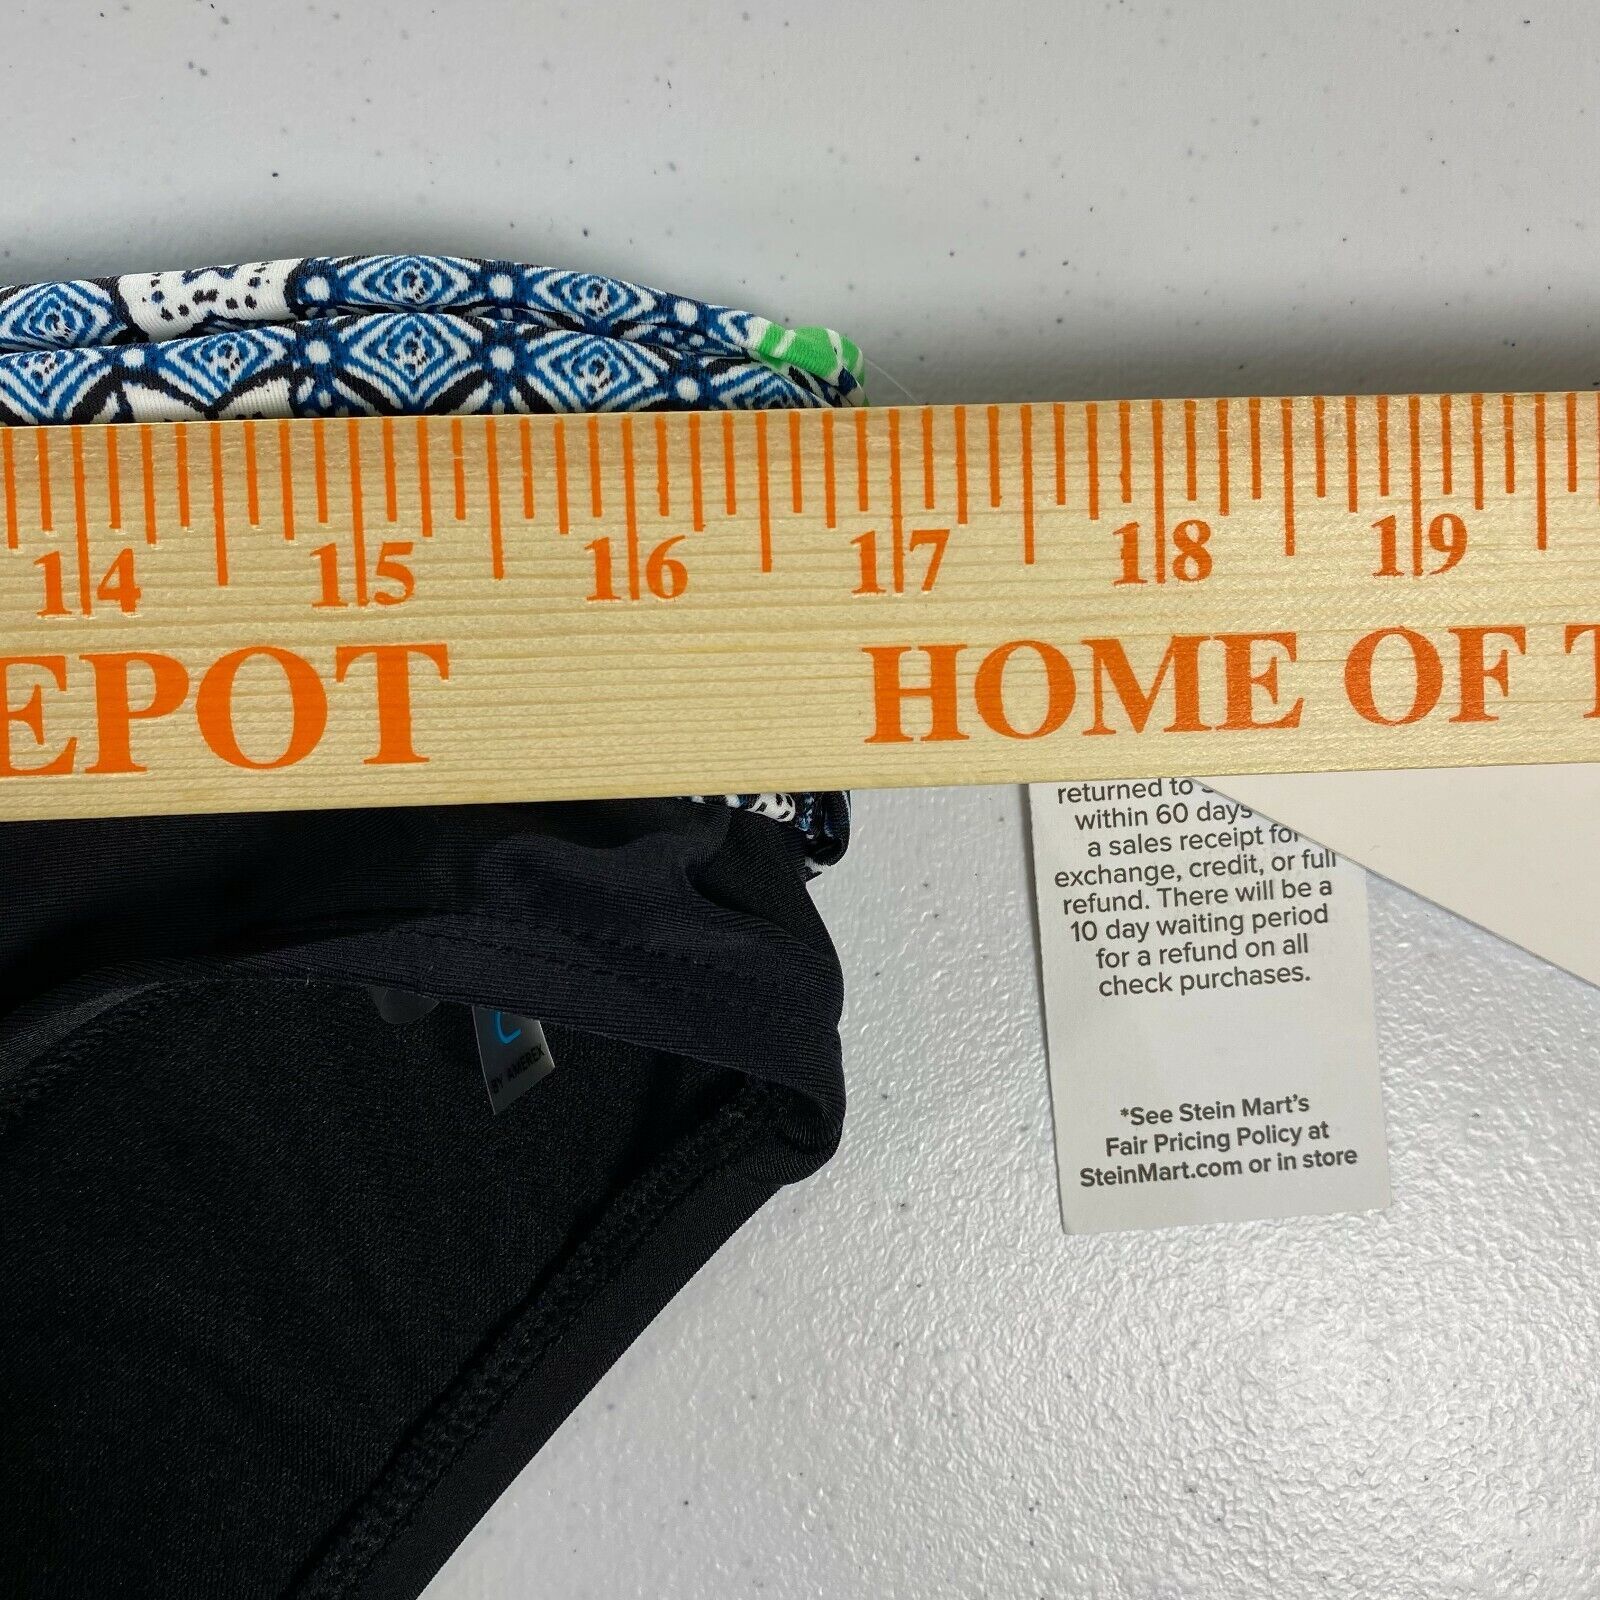 14 15 16 17 18 19
EPOT HOME OF T
returned to
within 60 days
a sales receipt for
exchange, credit, or full
refund. There will be a
10 day waiting period
for a refund on all
check purchases.
*See Stein Mart's
Fair Pricing Policy at
SteinMart.com or in store
BY AMEREX